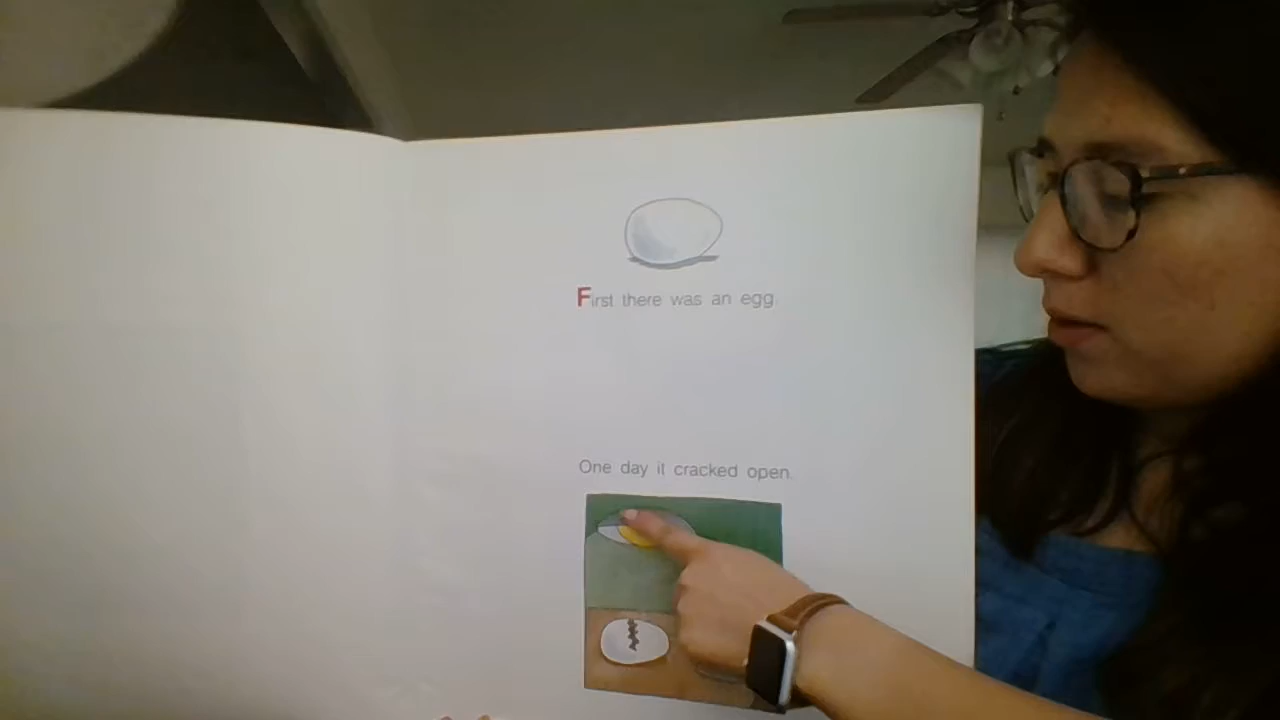 First there was an egg.
One day it cracked open.